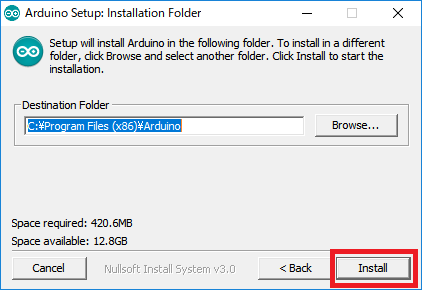 Arduino Setup: Installation Folder
Setup will install Arduino in the following folder. To install in a different
folder, click Browse and select another folder. Click Install to start the
installation.
Destination Folder
C:¥Program Files (x86)¥Arduino
Browse...
Space required: 420.6MB
Space available: 12.8GB
Cancel
Nullsoft Install System v3.0
< Back
Install